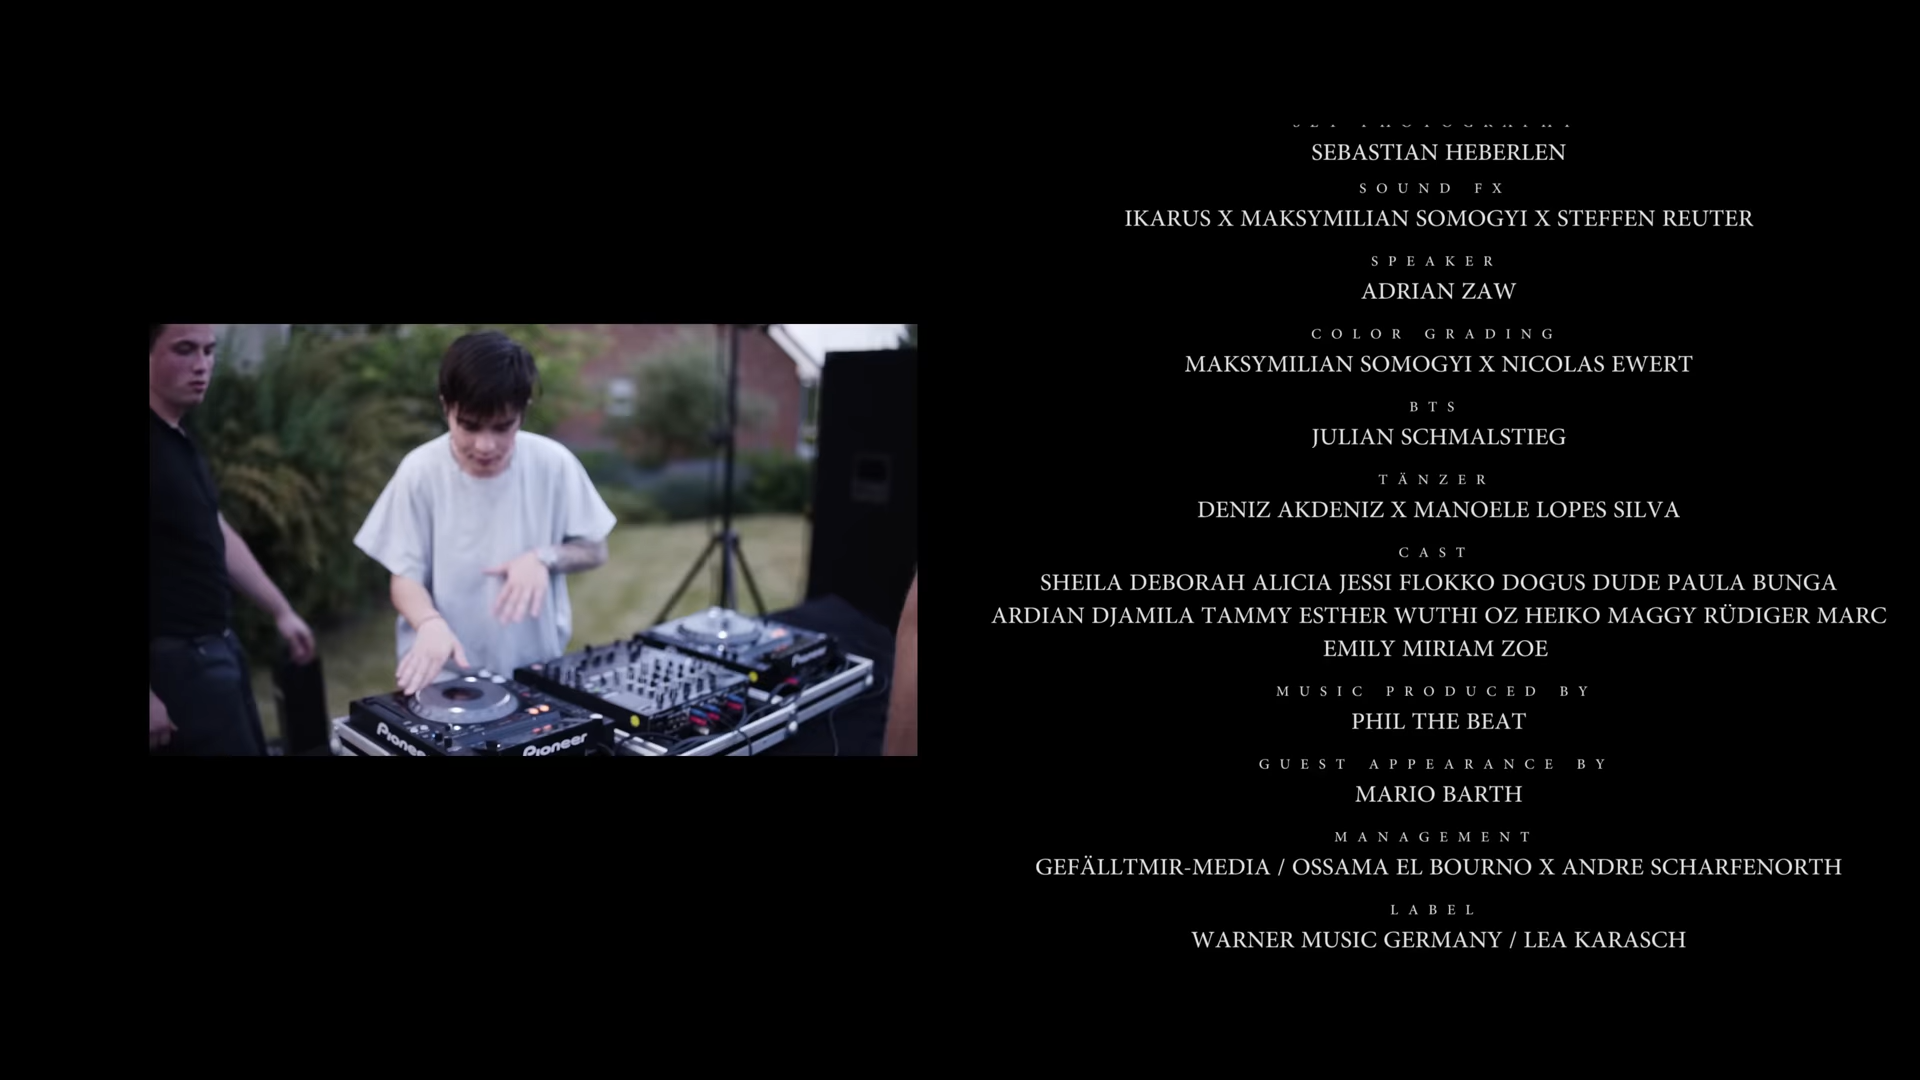 SEBASTIAN HEBERLEN
SOUND FX
IKARUS X MAKSYMILIAN SOMOGYI X STEFFEN REUTER
SPEAKER
ADRIAN ZAW
COLOR GRADING
MAKSYMILIAN SOMOGYI X NICOLAS EWERT
BTS
JULIAN SCHMALSTIEG
TÄNZER
DENIZ AKDENIZ X MANOELE LOPES SILVA
CAST
SHEILA DEBORAH ALICIA JESSI FLOKKO DOGUS DUDE PAULA BUNGA
ARDIAN DJAMILA TAMMY ESTHER WUTHI OZ HEIKO MAGGY RÜDIGER MARC
EMILY MIRIAM ZOE
MUSIC PRODUCED BY
PHIL THE BEAT
GUEST APPEARANCE BY
MARIO BARTH
MANAGEMENT
GEFÄLLTMIR-MEDIA / OSSAMA EL BOURNO X ANDRE SCHARFENORTH
LABEL
WARNER MUSIC GERMANY / LEA KARASCH
Pioneer